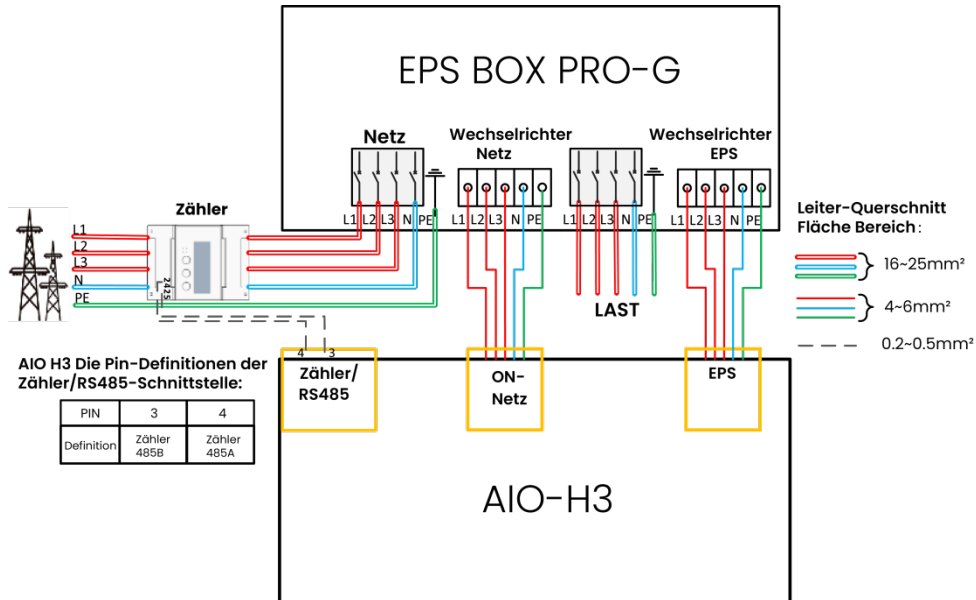 EPS BOX PRO-G
Netz
Wechselrichter
Netz
Wechselrichter
EPS
L1 L2 L3 N PE
L1 L2 L3 N PE
L1 L2 L3 N PE
L1 L2 L3 N PE
Zähler
L1
L2
L3
N
PE
24 25
LAST
Leiter-Querschnitt
Fläche Bereich:
16~25mm²
4~6mm²
0.2~0.5mm²
AIO H3 Die Pin-Definitionen der
Zähler/RS485-Schnittstelle:
PIN 3 4
Definition Zähler 485B Zähler 485A
4 3
Zähler/
RS485
ON-
Netz
EPS
AIO-H3